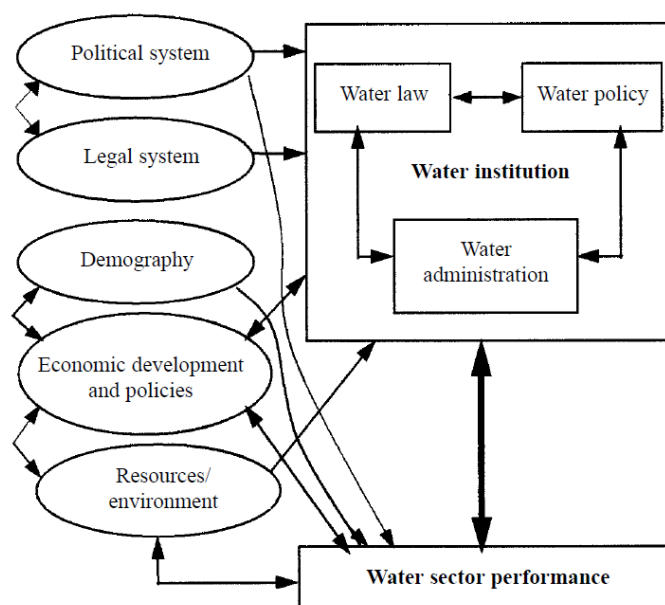 Political system
Legal system
Demography
Economic development
and policies
Resources/
environment
Water law
Water policy
Water institution
Water
administration
Water sector performance